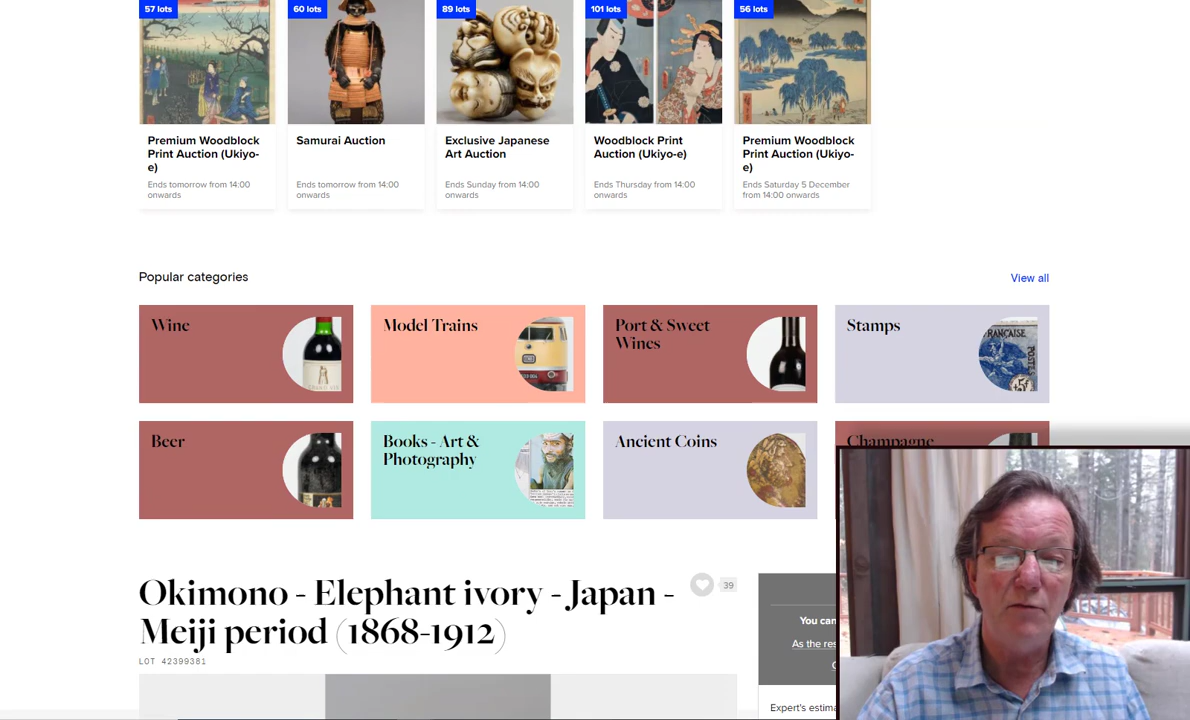 57 lots
60 lots
89 lots
101 lots
56 lots
Premium Woodblock
Print Auction (Ukiyo-
e)
Ends tomorrow from 14:00
onwards
Samurai Auction
Ends tomorrow from 14:00
onwards
Exclusive Japanese
Art Auction
Ends Sunday from 14:00
onwards
Woodblock Print
Auction (Ukiyo-e)
Ends Thursday from 14:00
onwards
Premium Woodblock
Print Auction (Ukiyo-
e)
Ends Saturday 5 December
from 14:00 onwards
Popular categories
View all
Wine
Model Trains
Port & Sweet
Wines
Stamps
FRANÇAISE
POSTES
Beer
Books - Art &
Photography
Ancient Coins
Champagne
Okimono - Elephant ivory - Japan -
Meiji period (1868-1912)
39
LOT 42399381
You can
As the res
Expert's estima